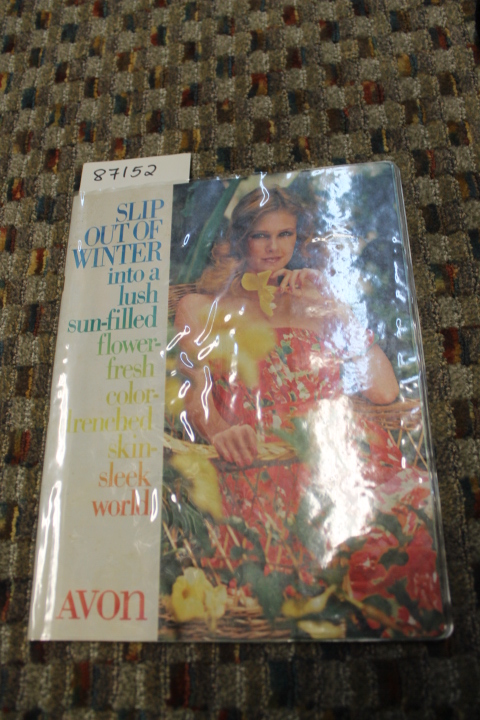 87152
SLIP
OUT OF
WINTER
into a
lush
sun-filled
flower-
fresh
color-
drenched
skin-
sleek
world
AVON